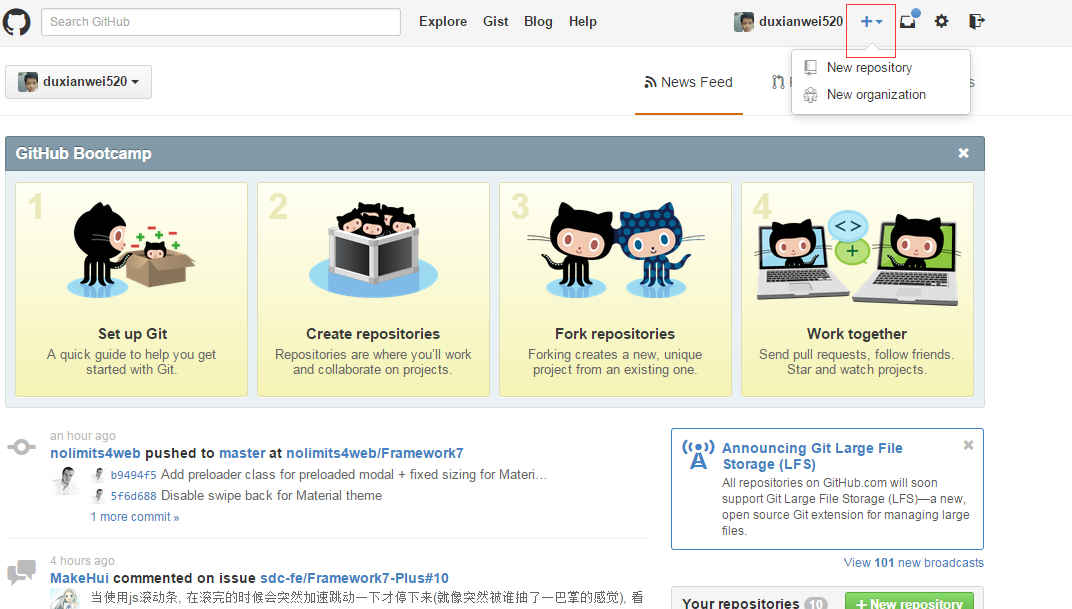 Search GitHub
Explore Gist Blog Help
duxianwei520
New repository
New organization
duxianwei520
News Feed
GitHub Bootcamp
1
Set up Git
A quick guide to help you get
started with Git.
2
Create repositories
Repositories are where you'll work
and collaborate on projects.
3
Fork repositories
Forking creates a new, unique
project from an existing one.
4
Work together
Send pull requests, follow friends.
Star and watch projects.
an hour ago
nolimits4web pushed to master at nolimits4web/Framework7
b9494f5 Add preloader class for preloaded modal + fixed sizing for Materi…
5f6d688 Disable swipe back for Material theme
1 more commit »
4 hours ago
MakeHui commented on issue sdc-fe/Framework7-Plus#10
当使用js滚动条, 在滚完的时候会突然加速跳动一下才停下来(就像突然被谁抽了一巴掌的感觉), 看
Announcing Git Large File
Storage (LFS)
All repositories on GitHub.com will soon
support Git Large File Storage (LFS)—a new,
open source Git extension for managing large
files.
View 101 new broadcasts
Your repositories 10
New repository